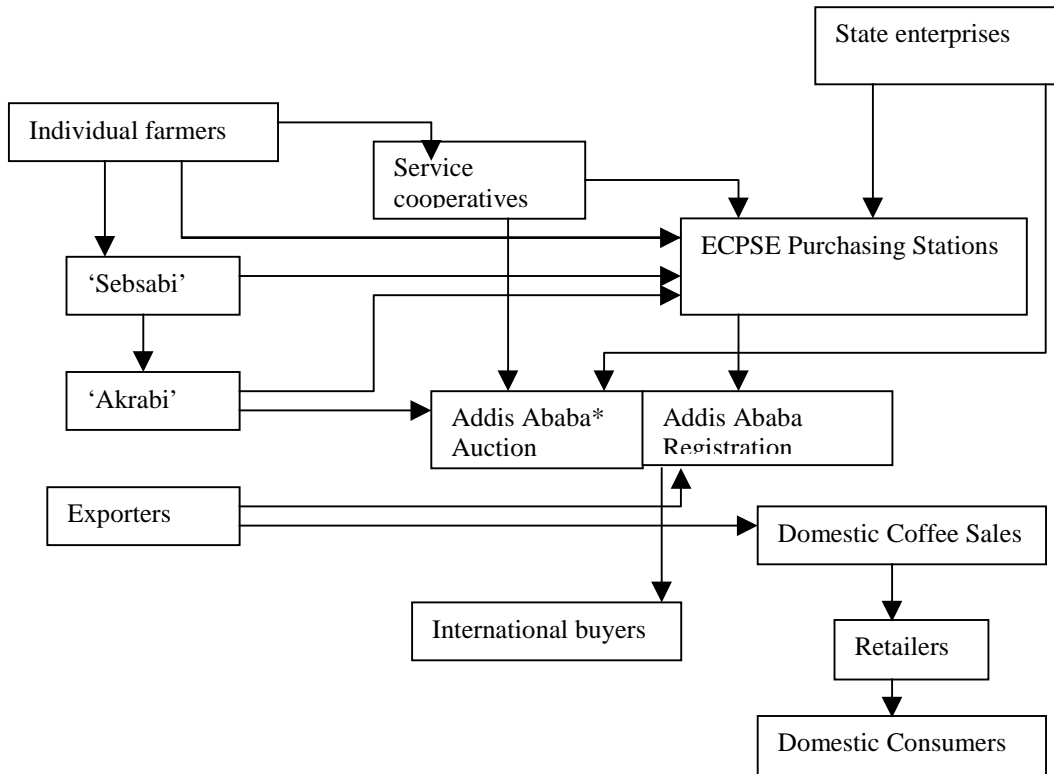 State enterprises
Individual farmers
Service
cooperatives
ECPSE Purchasing Stations
‘Sebsabi’
‘Akrabi’
Addis Ababa*
Auction
Addis Ababa
Registration
Exporters
Domestic Coffee Sales
International buyers
Retailers
Domestic Consumers